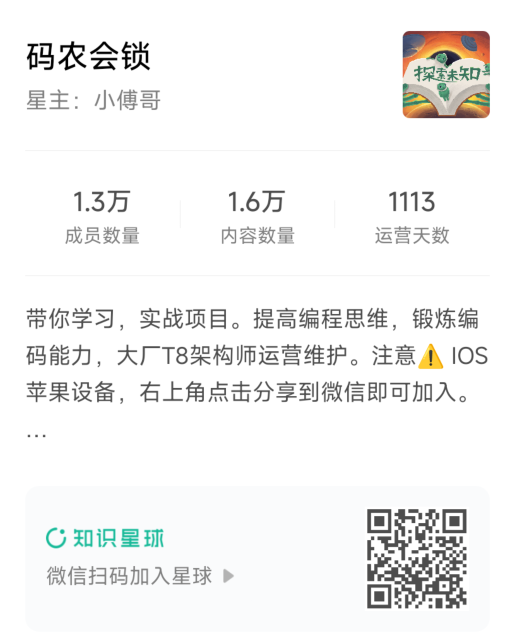 码农会锁
星主：小傅哥
探索未知
1.3万
1.6万
1113
成员数量
内容数量
运营天数
带你学习，实战项目。提高编程思维，锻炼编
码能力，大厂T8架构师运营维护。注意⚠️ IOS
苹果设备，右上角点击分享到微信即可加入。
...
知识星球
微信扫码加入星球 ▶